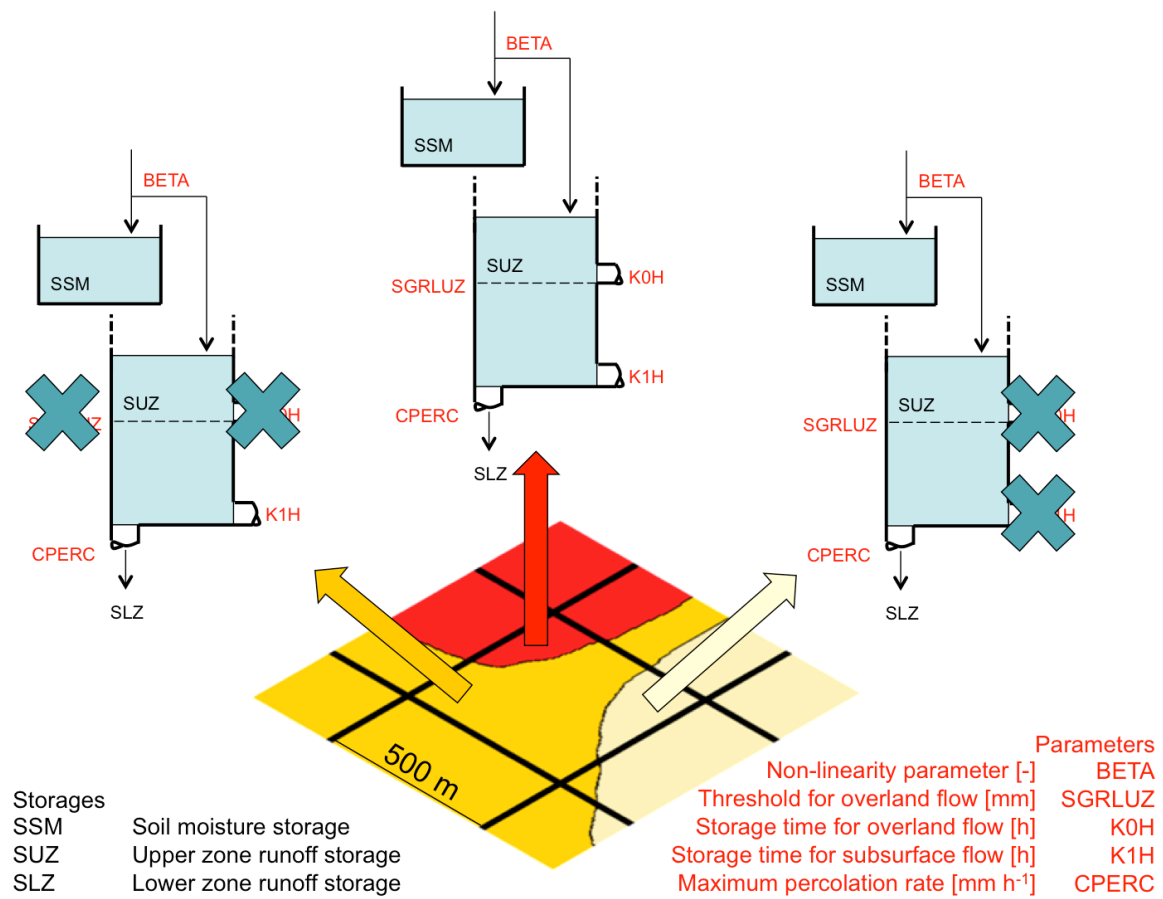 BETA
SSM
SUZ
SGRLUZ
K0H
K1H
CPERC
SLZ
BETA
SSM
SUZ
K1H
CPERC
SLZ
BETA
SSM
SUZ
SGRLUZ
CPERC
SLZ
500 m
Storages
SSM Soil moisture storage
SUZ Upper zone runoff storage
SLZ Lower zone runoff storage
Parameters
Non-linearity parameter [-] BETA
Threshold for overland flow [mm] SGRLUZ
Storage time for overland flow [h] K0H
Storage time for subsurface flow [h] K1H
Maximum percolation rate [mm h⁻¹] CPERC